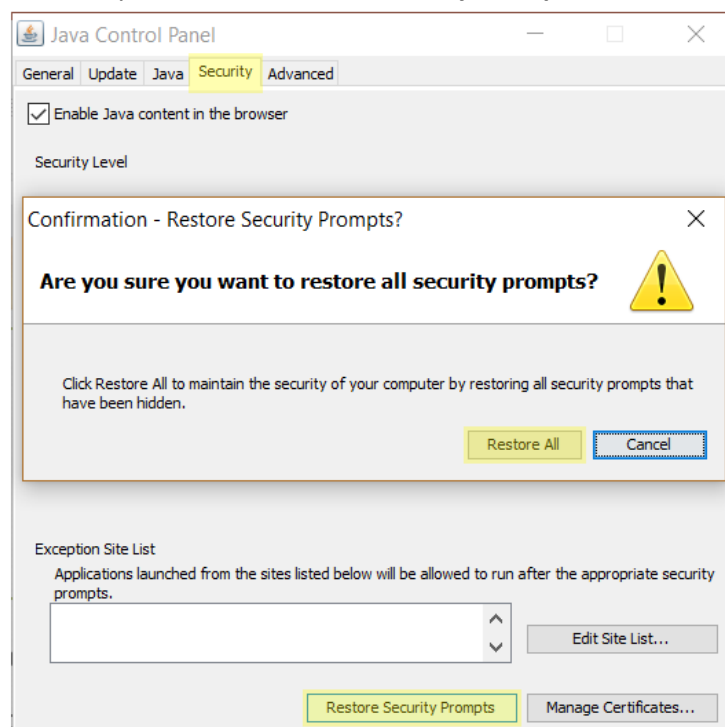 Java Control Panel
General Update Java Security Advanced
Enable Java content in the browser
Security Level
Confirmation - Restore Security Prompts?
Are you sure you want to restore all security prompts?
Click Restore All to maintain the security of your computer by restoring all security prompts that
have been hidden.
Restore All Cancel
Exception Site List
Applications launched from the sites listed below will be allowed to run after the appropriate security
prompts.
Edit Site List...
Restore Security Prompts Manage Certificates...